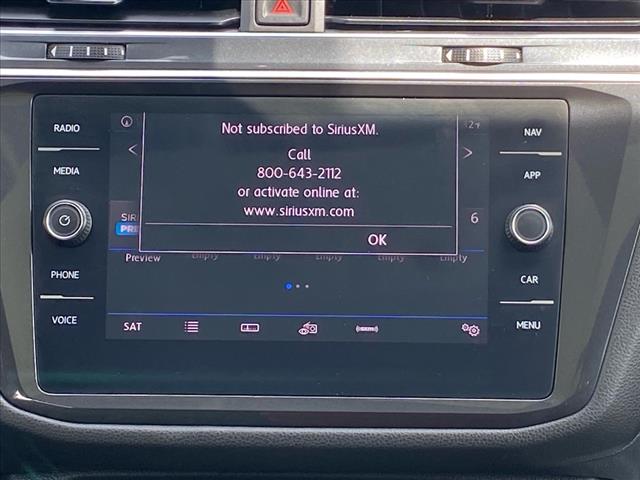 RADIO
MEDIA
PHONE
VOICE
NAV
APP
CAR
MENU
Not subscribed to SiriusXM.
Call
800-643-2112
or activate online at:
www.siriusxm.com
OK
6
Preview
Empty
Empty
Empty
Empty
Empty
SAT